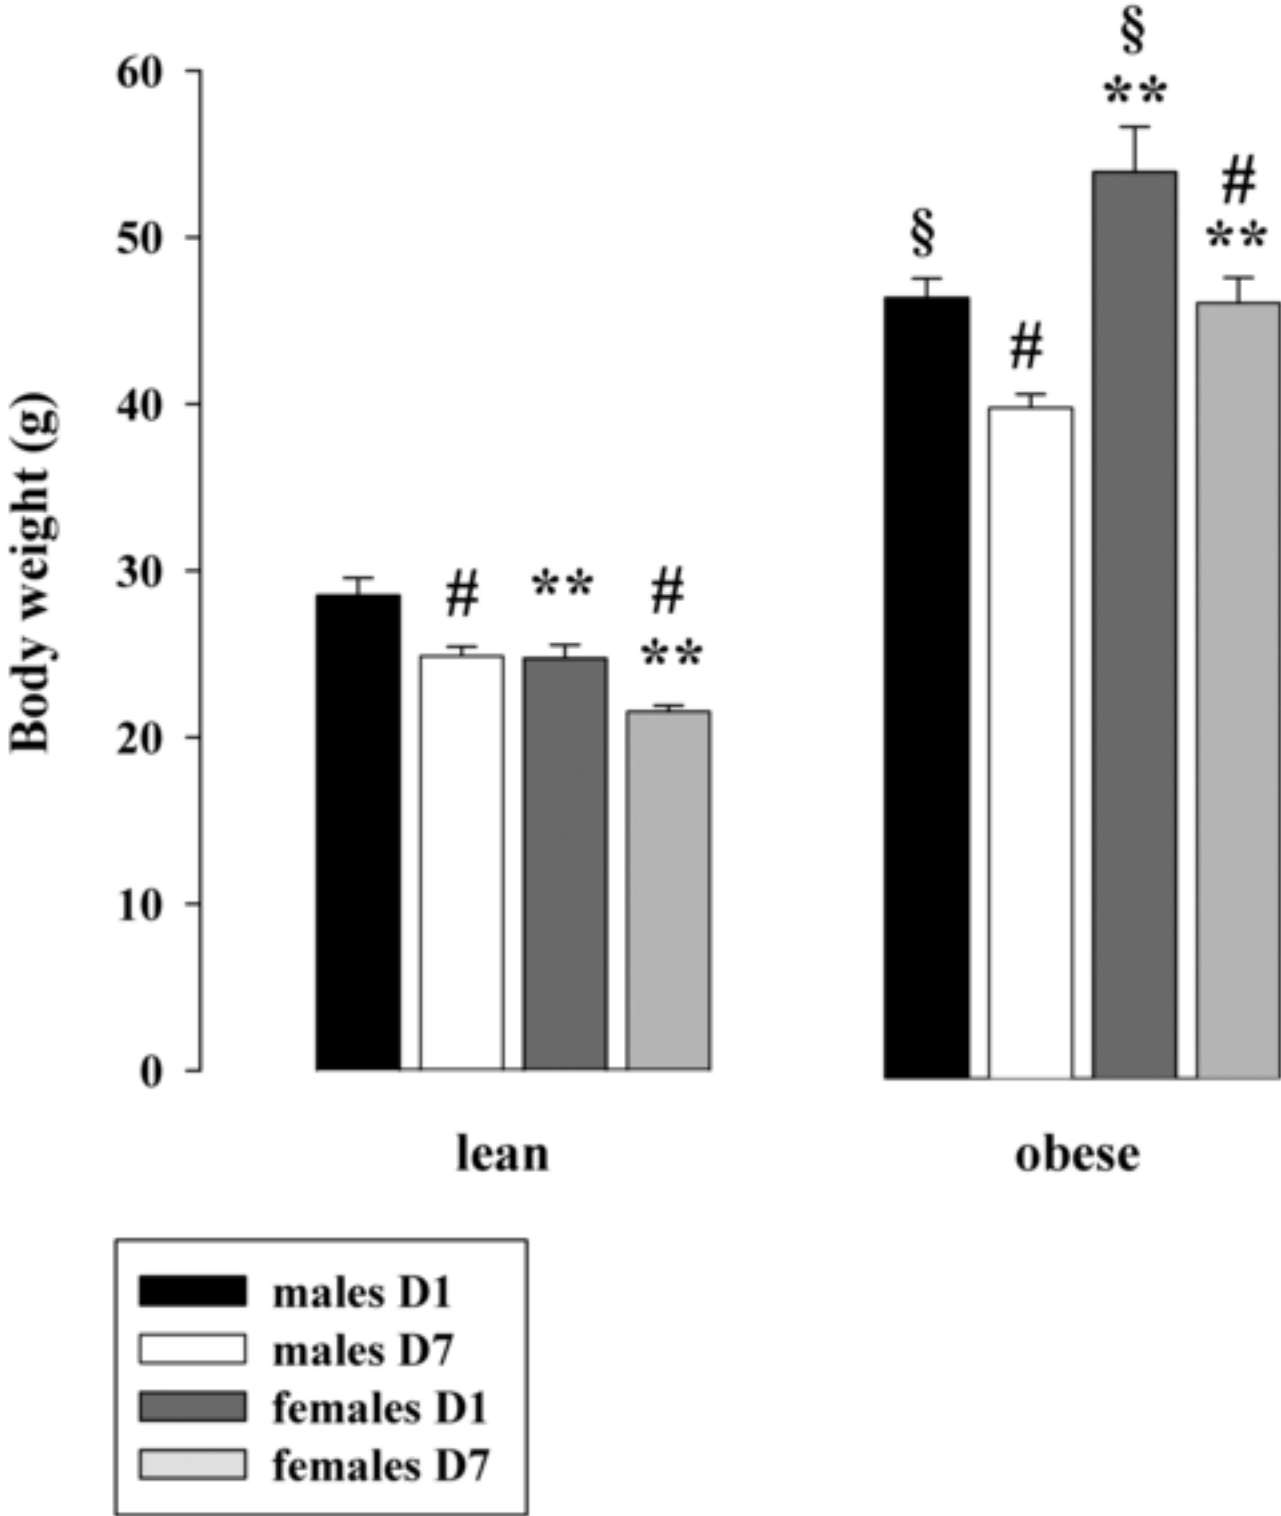 §
60
**
#
50
§
**
#
Body weight (g)
40
30
#
**
#
**
20
10
0
lean
obese
males D1
males D7
females D1
females D7